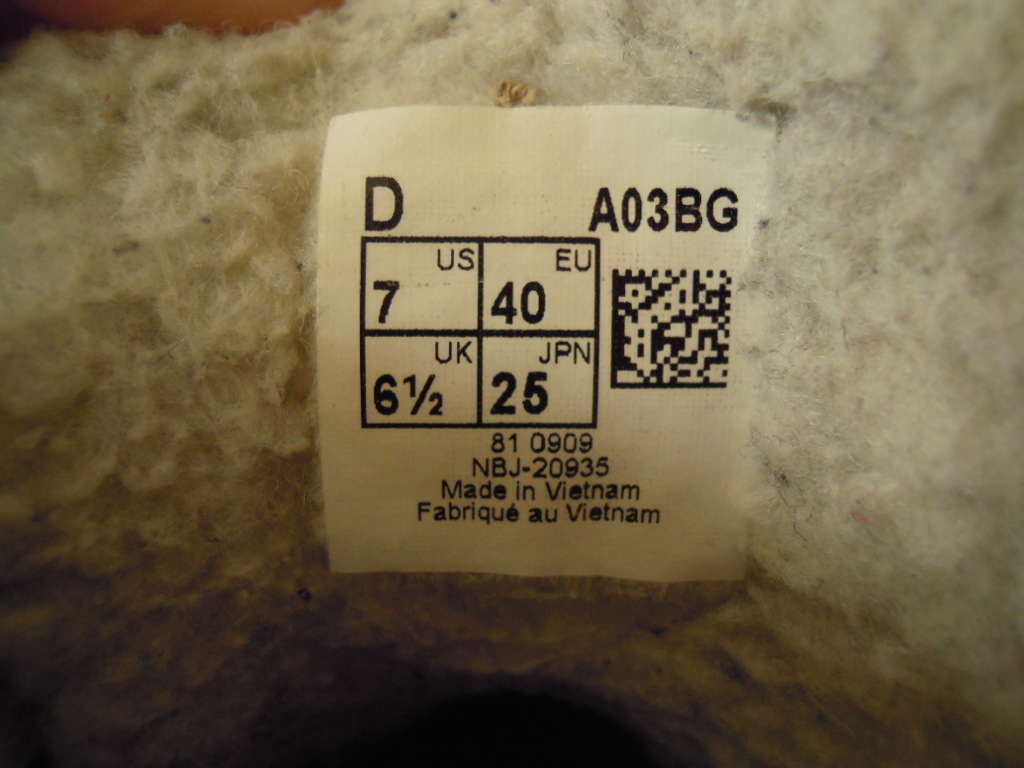 D A03BG
US EU
7 40
UK JPN
6½ 25
81 0909
NBJ-20935
Made in Vietnam
Fabriqué au Vietnam